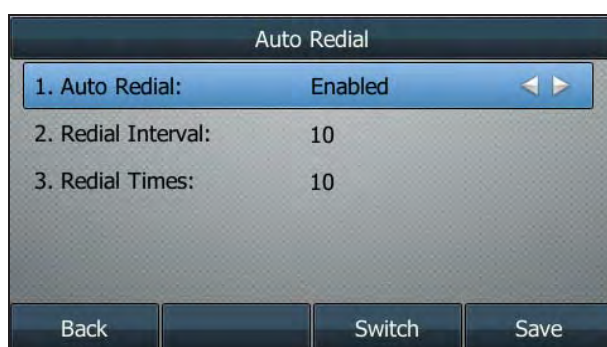 Auto Redial
1. Auto Redial: Enabled
2. Redial Interval: 10
3. Redial Times: 10
Back Switch Save